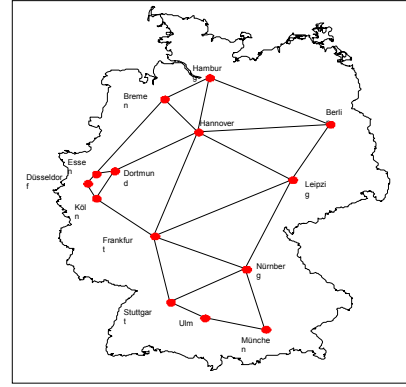 Hambur
g
Breme
n
Berli
n
Hannover
Esse
n
Dortmun
d
Düsseldor
f
Leipzi
g
Köl
n
Frankfur
t
Nürnber
g
Stuttgar
t
Ulm
Münche
n